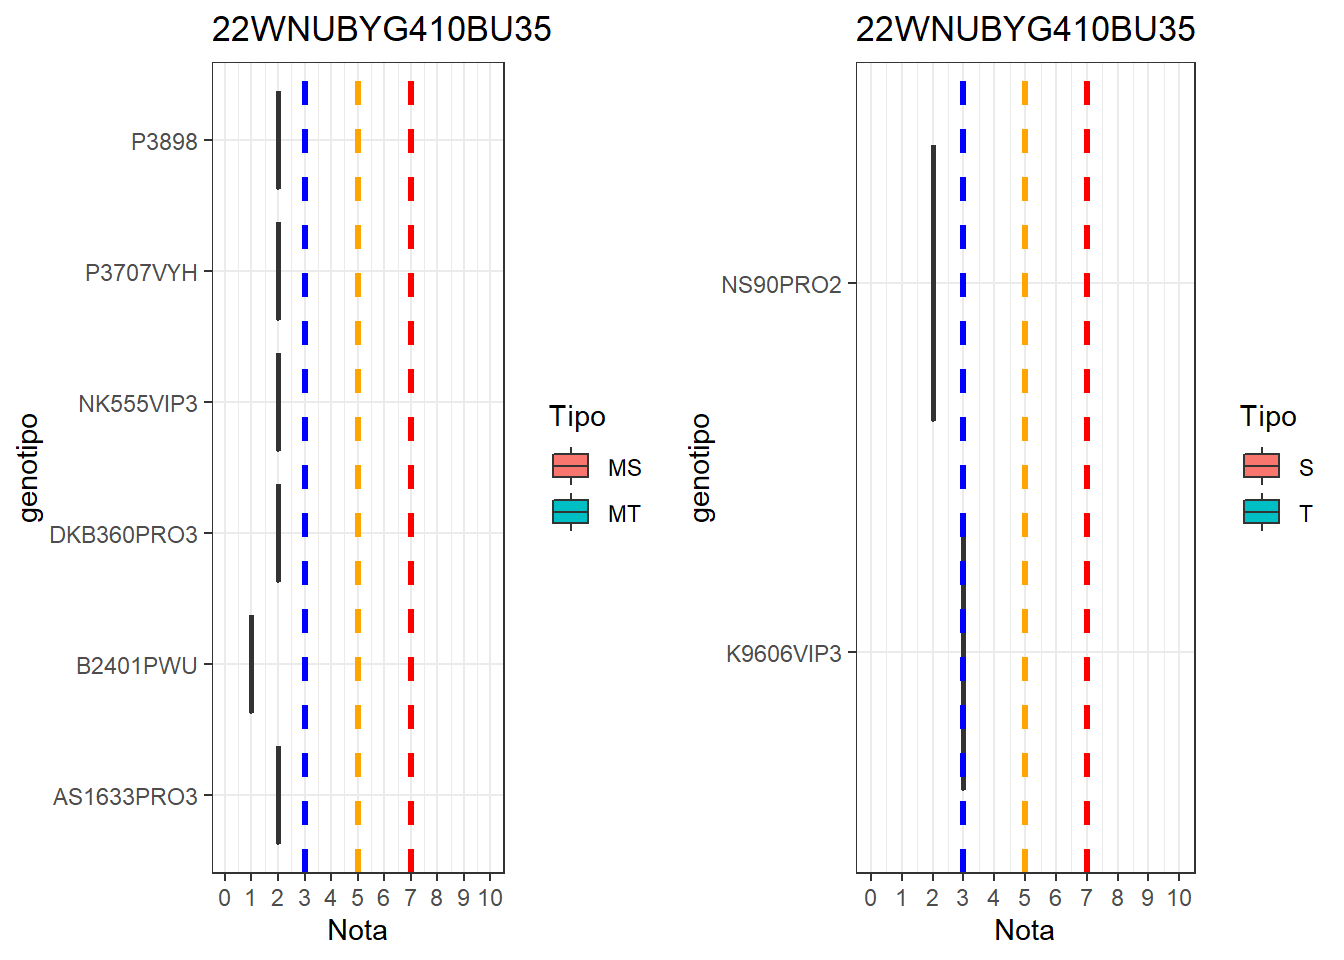 22WNUBYG410BU35
P3898
P3707VYH
NK555VIP3
DKB360PRO3
B2401PWU
AS1633PRO3
genotipo
0 1 2 3 4 5 6 7 8 9 10
Nota
Tipo
MS
MT
22WNUBYG410BU35
NS90PRO2
K9606VIP3
genotipo
0 1 2 3 4 5 6 7 8 9 10
Nota
Tipo
S
T